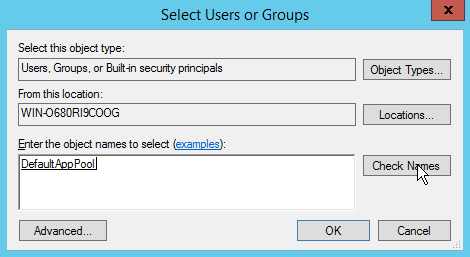 Select Users or Groups
x
Select this object type:
Users, Groups, or Built-in security principals
Object Types...
From this location:
WIN-O680RI9COOG
Locations...
Enter the object names to select (examples):
DefaultAppPool
Check Names
Advanced...
OK
Cancel